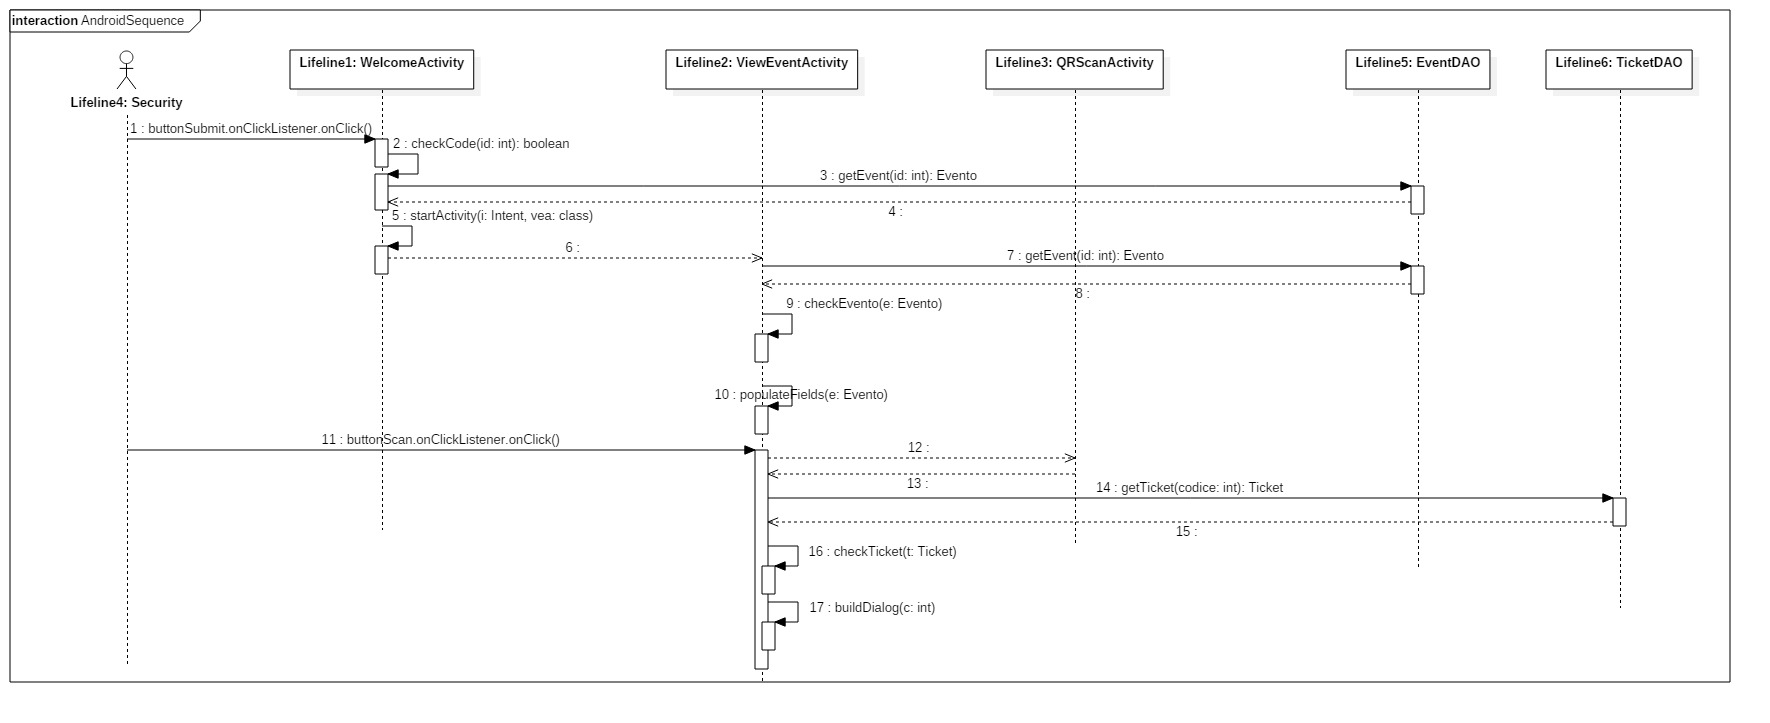 interaction AndroidSequence
Lifeline4: Security
Lifeline1: WelcomeActivity
Lifeline2: ViewEventActivity
Lifeline3: QRScanActivity
Lifeline5: EventDAO
Lifeline6: TicketDAO
1 : buttonSubmit.onClickListener.onClick()
2 : checkCode(id: int): boolean
3 : getEvent(id: int): Evento
4 :
5 : startActivity(i: Intent, vea: class)
6 :
7 : getEvent(id: int): Evento
8 :
9 : checkEvento(e: Evento)
10 : populateFields(e: Evento)
11 : buttonScan.onClickListener.onClick()
12 :
13 :
14 : getTicket(codice: int): Ticket
15 :
16 : checkTicket(t: Ticket)
17 : buildDialog(c: int)